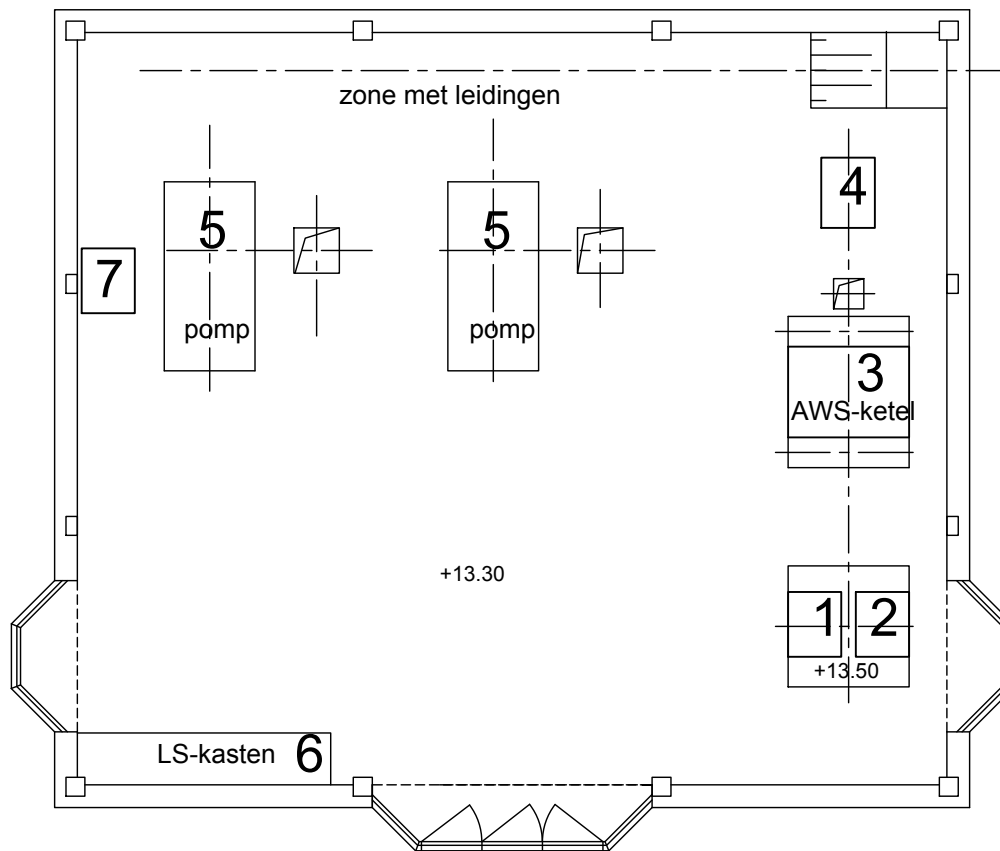 zone met leidingen
4
5
5
7
pomp
pomp
3
AWS-ketel
+13.30
1
2
+13.50
LS-kasten 6